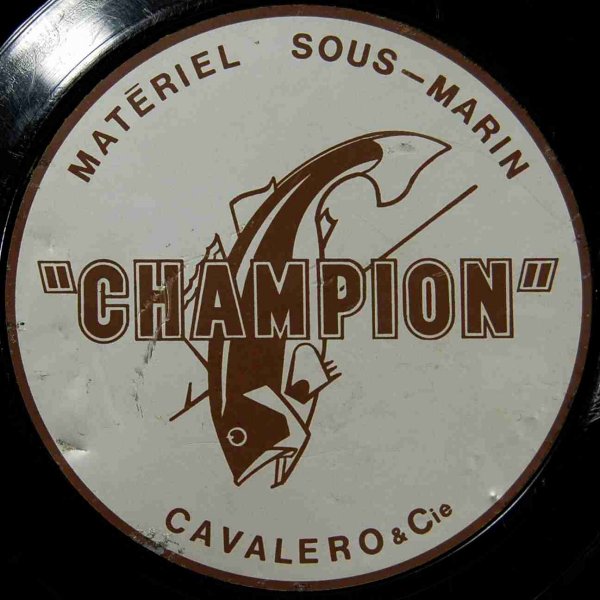 MATÉRIEL SOUS-MARIN
"CHAMPION"
CAVALERO & Cie